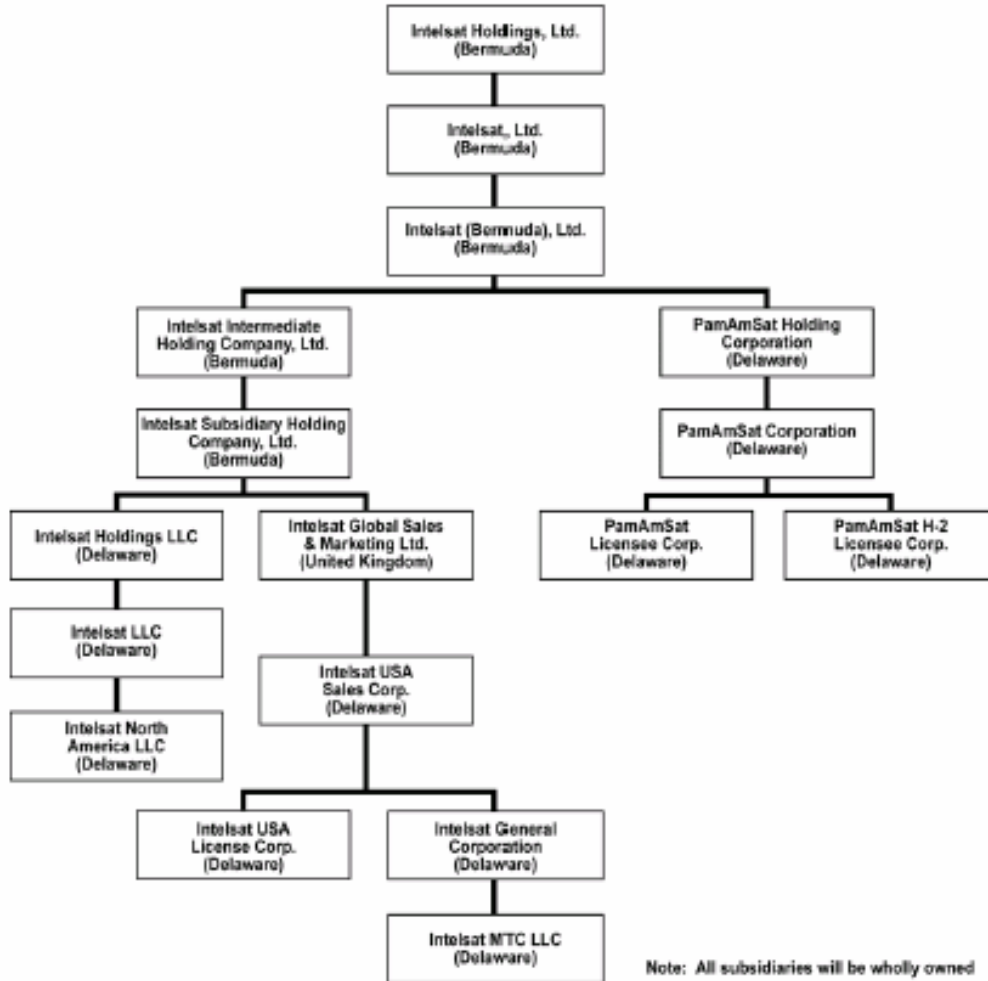 Intelsat Holdings, Ltd.
(Bermuda)
Intelsat,, Ltd.
(Bermuda)
Intelsat (Bermuda), Ltd.
(Bermuda)
Intelsat Intermediate
Holding Company, Ltd.
(Bermuda)
PamAmSat Holding
Corporation
(Delaware)
Intelsat Subsidiary Holding
Company, Ltd.
(Bermuda)
PamAmSat Corporation
(Delaware)
Intelsat Holdings LLC
(Delaware)
Intelsat Global Sales
& Marketing Ltd.
(United Kingdom)
PamAmSat
Licensee Corp.
(Delaware)
PamAmSat H-2
Licensee Corp.
(Delaware)
Intelsat LLC
(Delaware)
Intelsat USA
Sales Corp.
(Delaware)
Intelsat North
America LLC
(Delaware)
Intelsat USA
License Corp.
(Delaware)
Intelsat General
Corporation
(Delaware)
Intelsat MTC LLC
(Delaware)
Note: All subsidiaries will be wholly owned